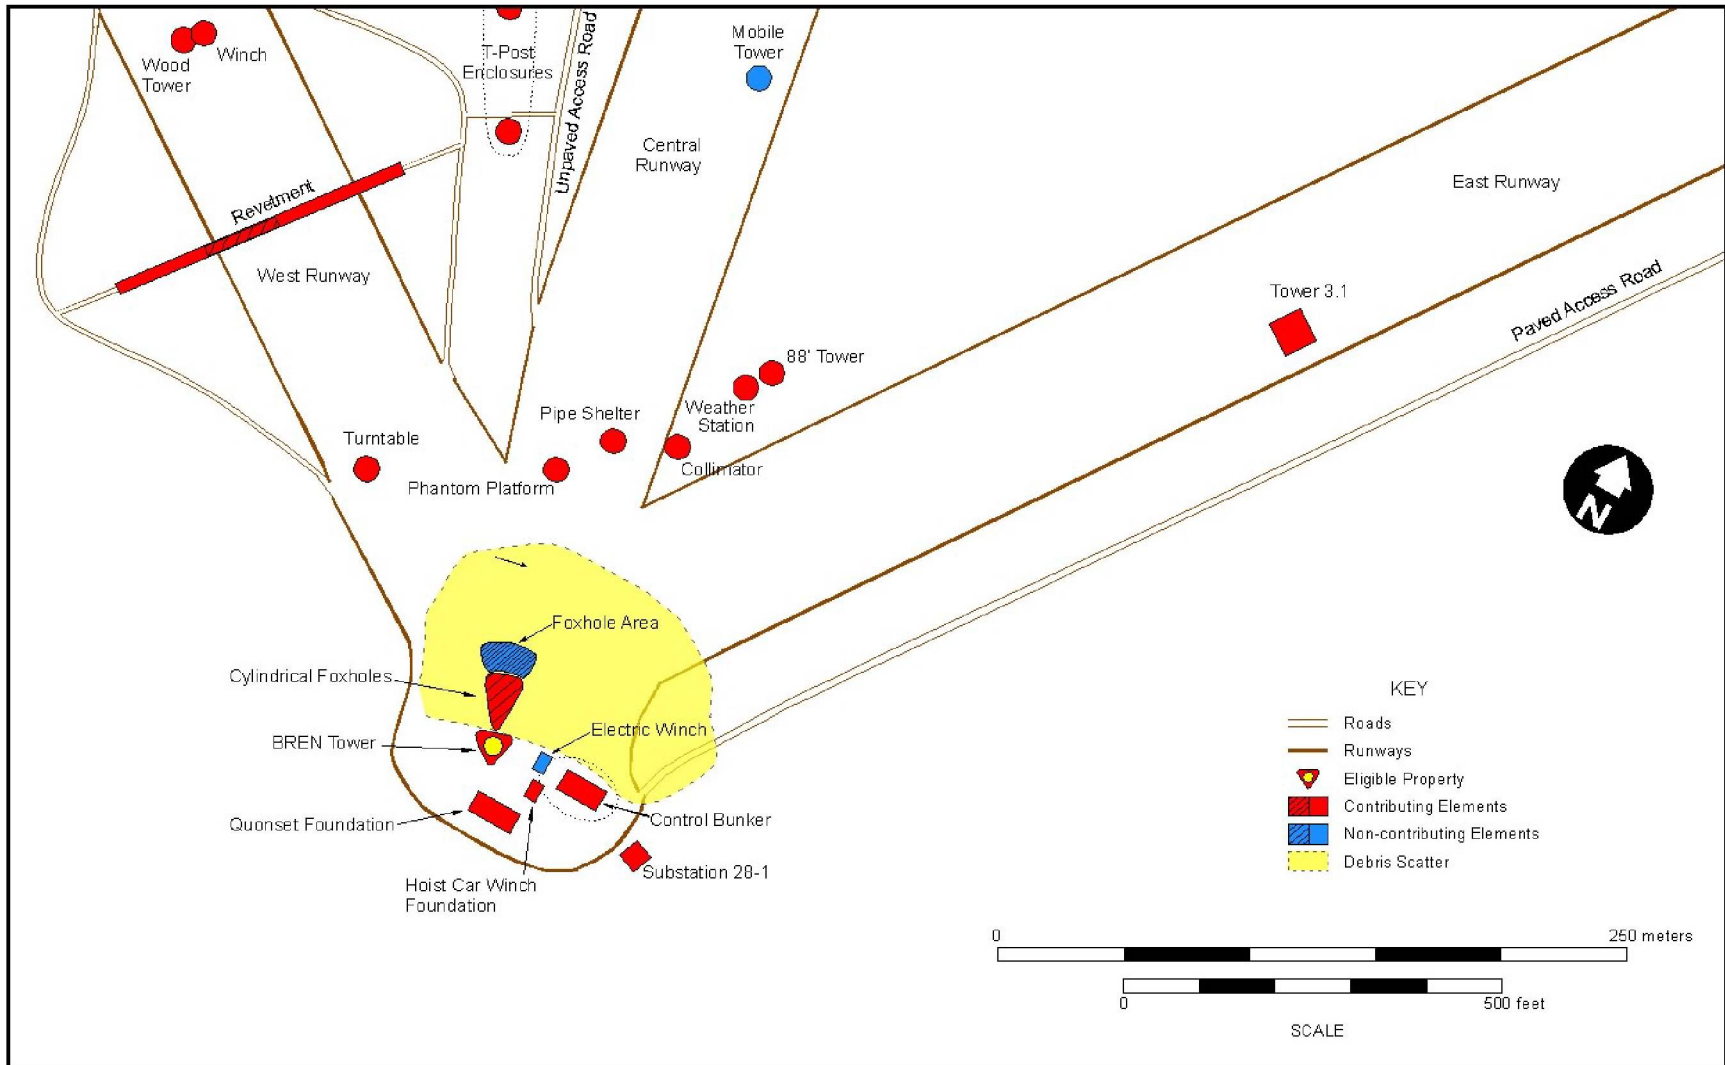 Wood
Tower
Winch
T-Post
Enclosures
Unpaved Access Road
Mobile
Tower
Central
Runway
East Runway
Revetment
West Runway
Tower 3.1
Paved Access Road
88' Tower
Weather
Station
Pipe Shelter
Turntable
Collimator
Phantom Platform
N
Foxhole Area
Cylindrical Foxholes
Electric Winch
BREN Tower
Quonset Foundation
Control Bunker
Substation 28-1
Hoist Car Winch
Foundation
KEY
Roads
Runways
Eligible Property
Contributing Elements
Non-contributing Elements
Debris Scatter
0
250 meters
0
500 feet
SCALE